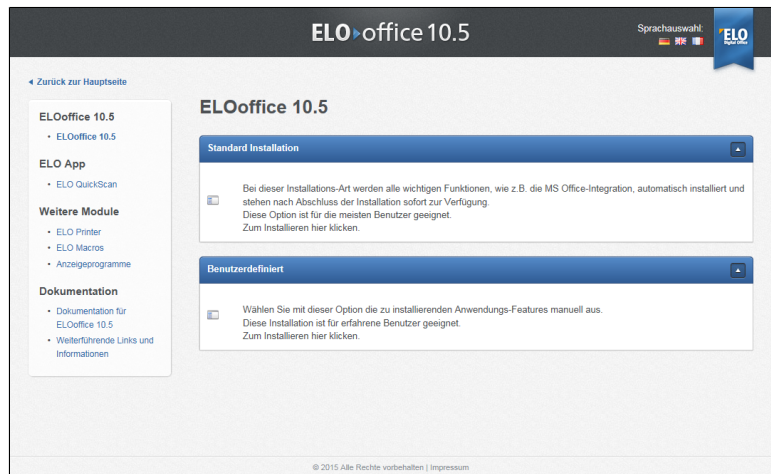 ELO office 10.5
Sprachauswahl:
ELO
Digital Office
Zurück zur Hauptseite
ELOoffice 10.5
ELOoffice 10.5
ELO App
ELO QuickScan
Weitere Module
ELO Printer
ELO Macros
Anzeigeprogramme
Dokumentation
Dokumentation für
ELOoffice 10.5
Weiterführende Links und
Informationen
ELOoffice 10.5
Standard Installation
Bei dieser Installations-Art werden alle wichtigen Funktionen, wie z.B. die MS Office-Integration, automatisch installiert und
stehen nach Abschluss der Installation sofort zur Verfügung.
Diese Option ist für die meisten Benutzer geeignet.
Zum Installieren hier klicken.
Benutzerdefiniert
Wählen Sie mit dieser Option die zu installierenden Anwendungs-Features manuell aus.
Diese Installation ist für erfahrene Benutzer geeignet.
Zum Installieren hier klicken.
© 2015 Alle Rechte vorbehalten | Impressum